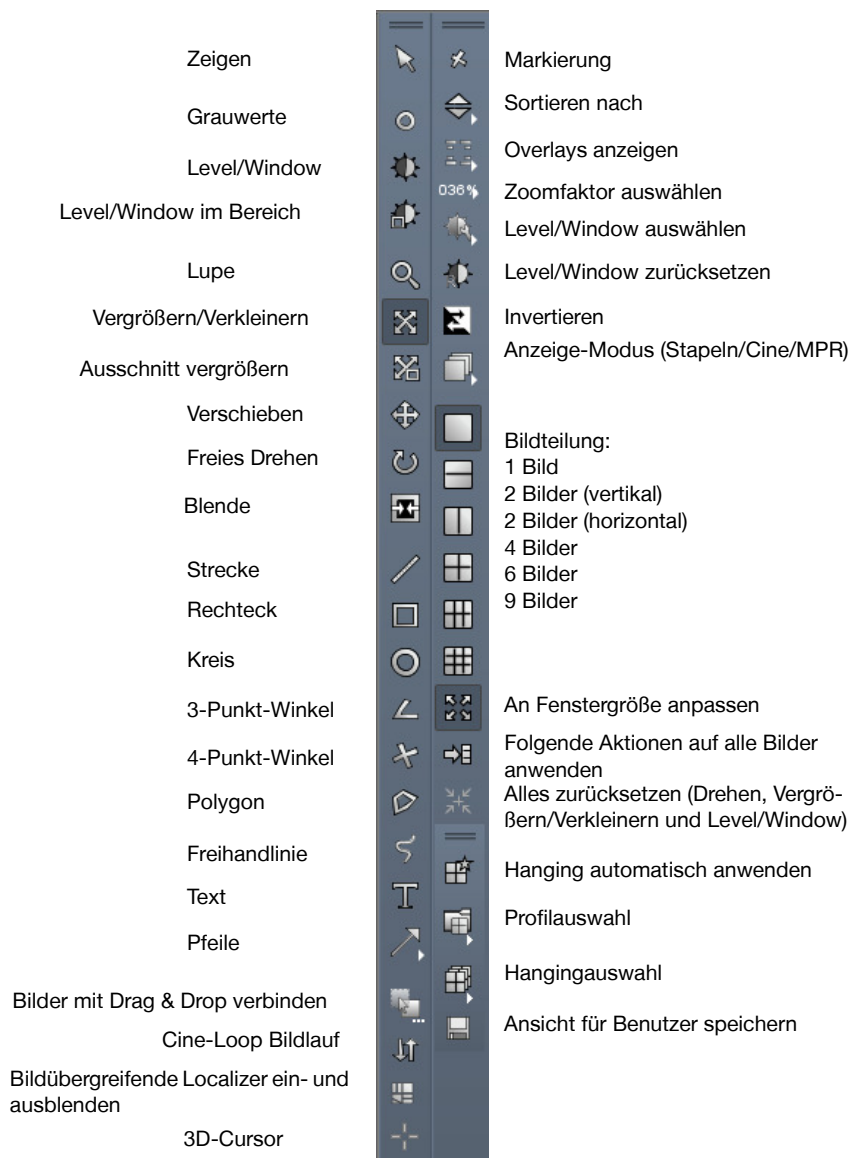 Zeigen
Grauwerte
Level/Window
Level/Window im Bereich
Lupe
Vergrößern/Verkleinern
Ausschnitt vergrößern
Verschieben
Freies Drehen
Blende
Strecke
Rechteck
Kreis
3-Punkt-Winkel
4-Punkt-Winkel
Polygon
Freihandlinie
Text
Pfeile
Bilder mit Drag & Drop verbinden
Cine-Loop Bildlauf
Bildübergreifende Localizer ein- und
ausblenden
3D-Cursor
036%
Markierung
Sortieren nach
Overlays anzeigen
Zoomfaktor auswählen
Level/Window auswählen
Level/Window zurücksetzen
Invertieren
Anzeige-Modus (Stapeln/Cine/MPR)
Bildteilung:
1 Bild
2 Bilder (vertikal)
2 Bilder (horizontal)
4 Bilder
6 Bilder
9 Bilder
An Fenstergröße anpassen
Folgende Aktionen auf alle Bilder
anwenden
Alles zurücksetzen (Drehen, Vergrö-
ßern/Verkleinern und Level/Window)
Hanging automatisch anwenden
Profilauswahl
Hangingauswahl
Ansicht für Benutzer speichern